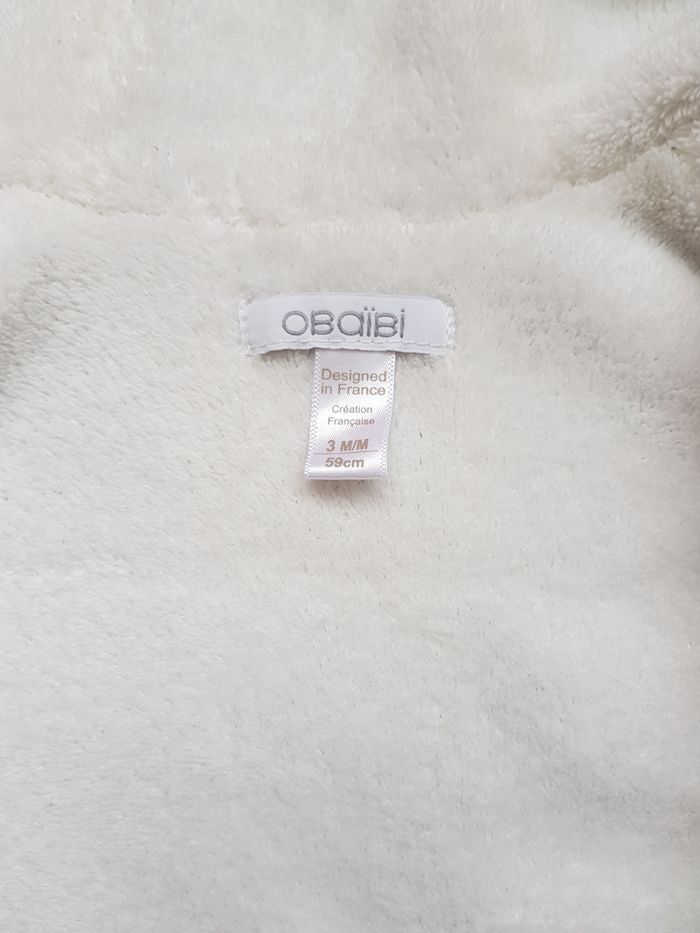 OBaïBi
Designed
in France
Création
Française
3 M/M
59cm